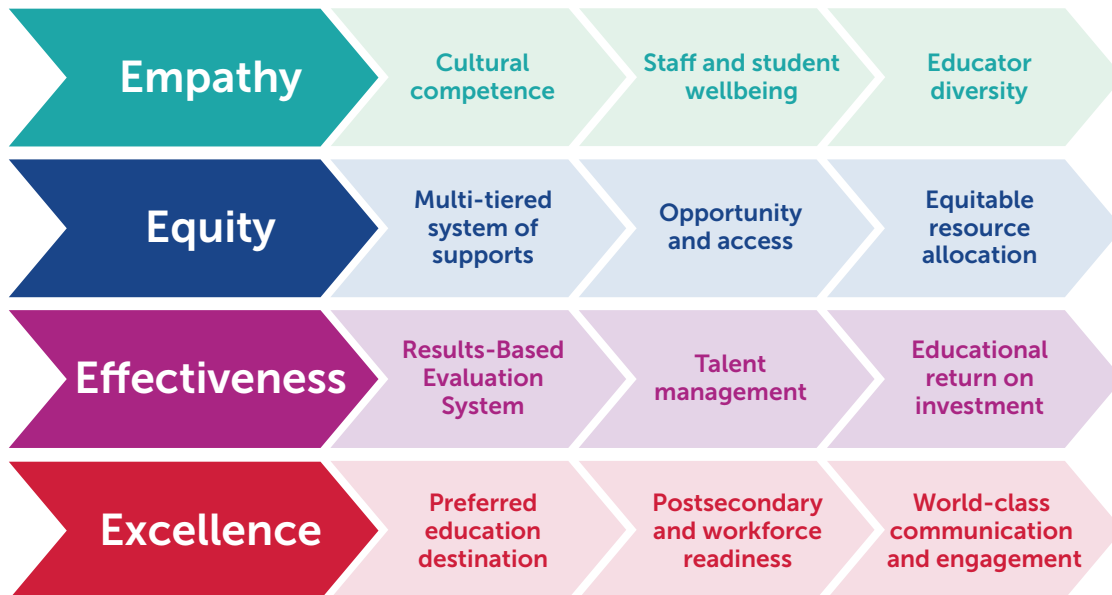 Empathy
Cultural
competence
Staff and student
wellbeing
Educator
diversity
Equity
Multi-tiered
system of
supports
Opportunity
and access
Equitable
resource
allocation
Effectiveness
Results-Based
Evaluation
System
Talent
management
Educational
return on
investment
Excellence
Preferred
education
destination
Postsecondary
and workforce
readiness
World-class
communication
and engagement